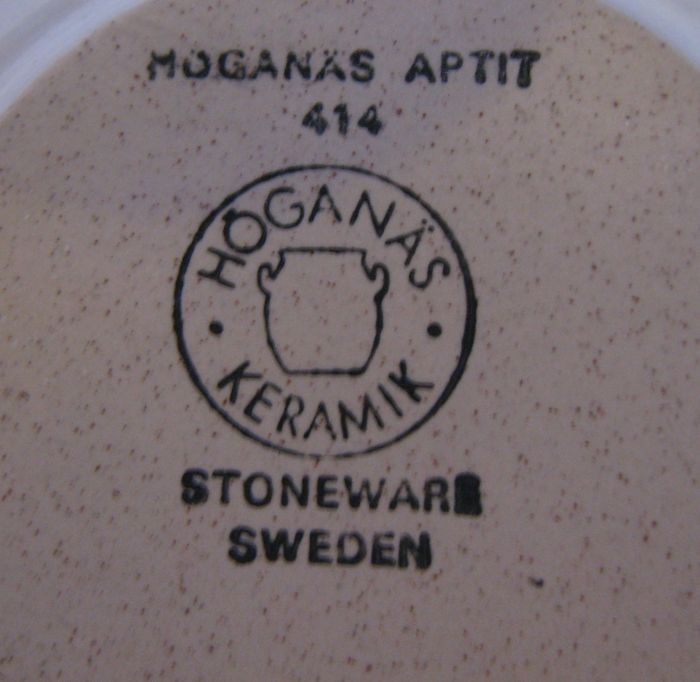 HÖGANÄS APTIT
414
HÖGANÄS
KERAMIK
STONEWARE
SWEDEN